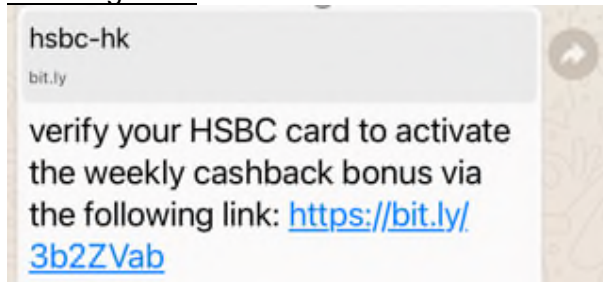 hsbc-hk
bit.ly
verify your HSBC card to activate
the weekly cashback bonus via
the following link: https://bit.ly/
3b2ZVab